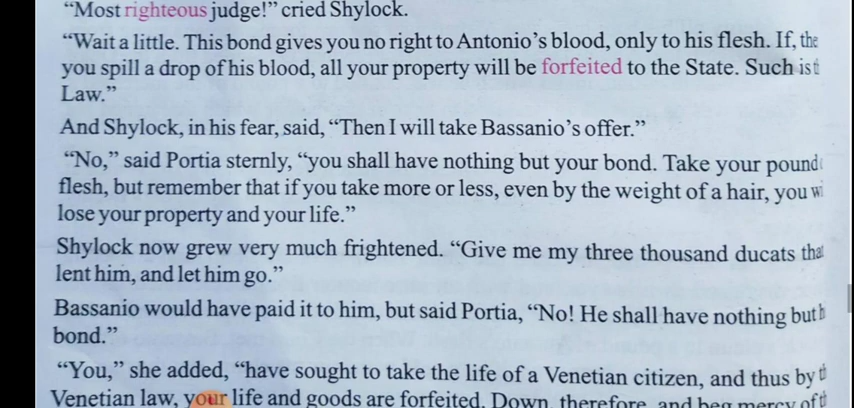 “Most righteous judge!” cried Shylock.
“Wait a little. This bond gives you no right to Antonio’s blood, only to his flesh. If, the
you spill a drop of his blood, all your property will be forfeited to the State. Such is
Law.”
And Shylock, in his fear, said, “Then I will take Bassanio’s offer.”
“No,” said Portia sternly, “you shall have nothing but your bond. Take your pound
flesh, but remember that if you take more or less, even by the weight of a hair, you
lose your property and your life.”
Shylock now grew very much frightened. “Give me my three thousand ducats
lent him, and let him go.”
Bassanio would have paid it to him, but said Portia, “No! He shall have nothing but
bond.”
“You,” she added, “have sought to take the life of a Venetian citizen, and thus by
Venetian law, your life and goods are forfeited. Down, therefore, and beg mercy of